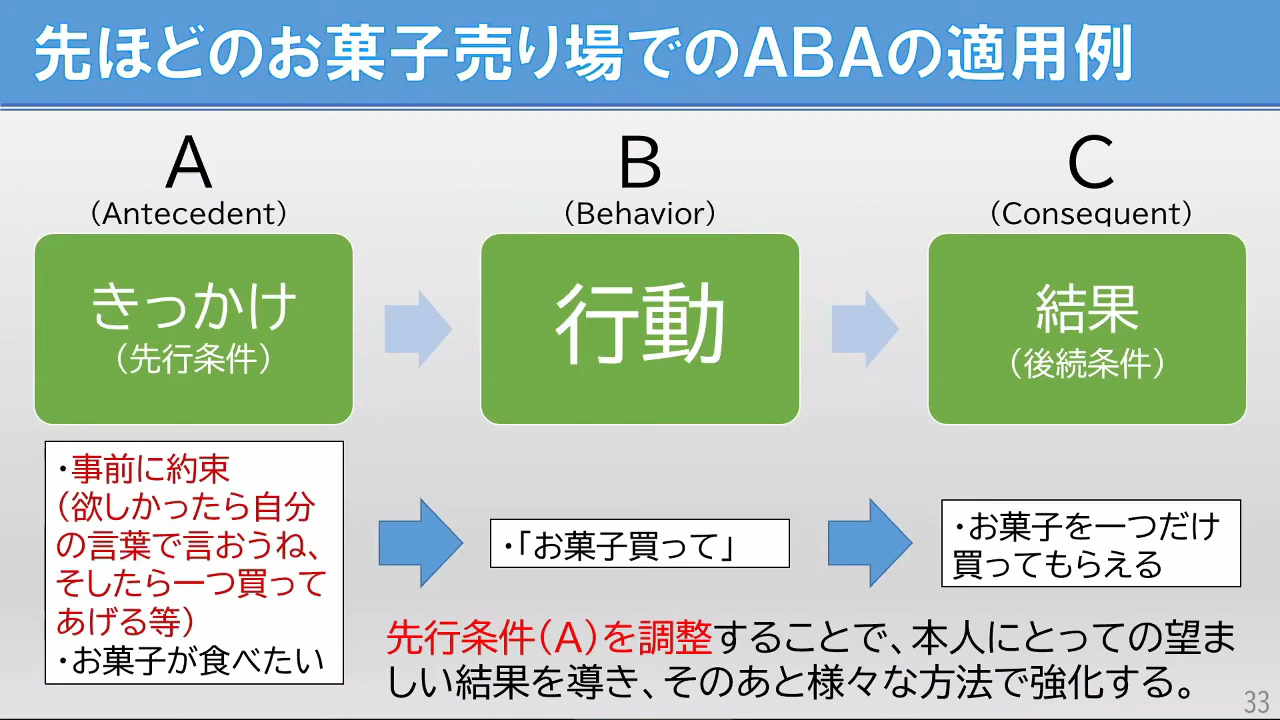 先ほどのお菓子売り場でのABAの適用例
A
（Antecedent）
きっかけ
（先行条件）
B
（Behavior）
行動
C
（Consequent）
結果
（後続条件）
・事前に約束
（欲しかったら自分
の言葉で言おうね、
そしたら一つ買って
あげる等）
・お菓子が食べたい
・「お菓子買って」
・お菓子を一つだけ
買ってもらえる
先行条件（A）を調整することで、本人にとっての望ま
しい結果を導き、そのあと様々な方法で強化する。
33